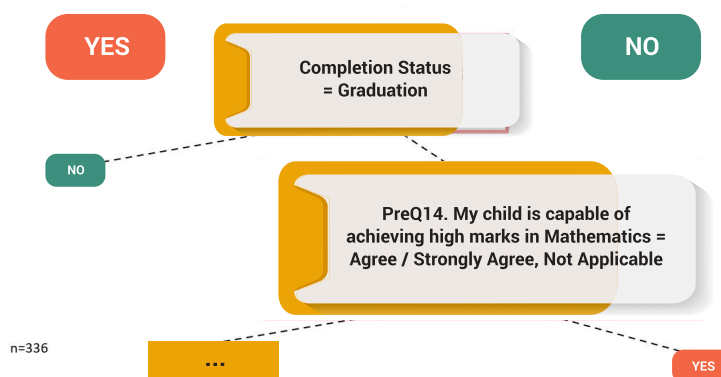 YES
NO
Completion Status
= Graduation
NO
PreQ14. My child is capable of
achieving high marks in Mathematics =
Agree / Strongly Agree, Not Applicable
n=336
...
YES